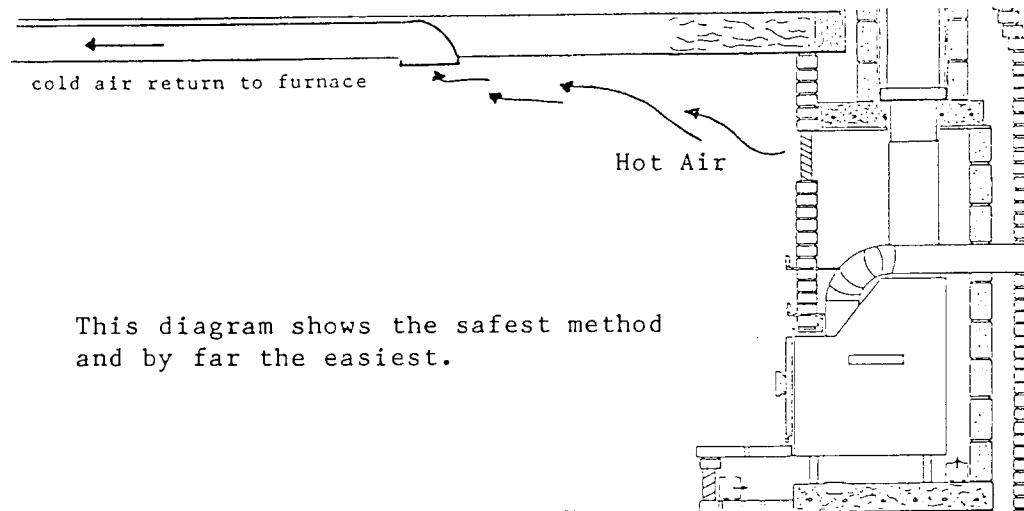 cold air return to furnace
Hot Air
This diagram shows the safest method
and by far the easiest.